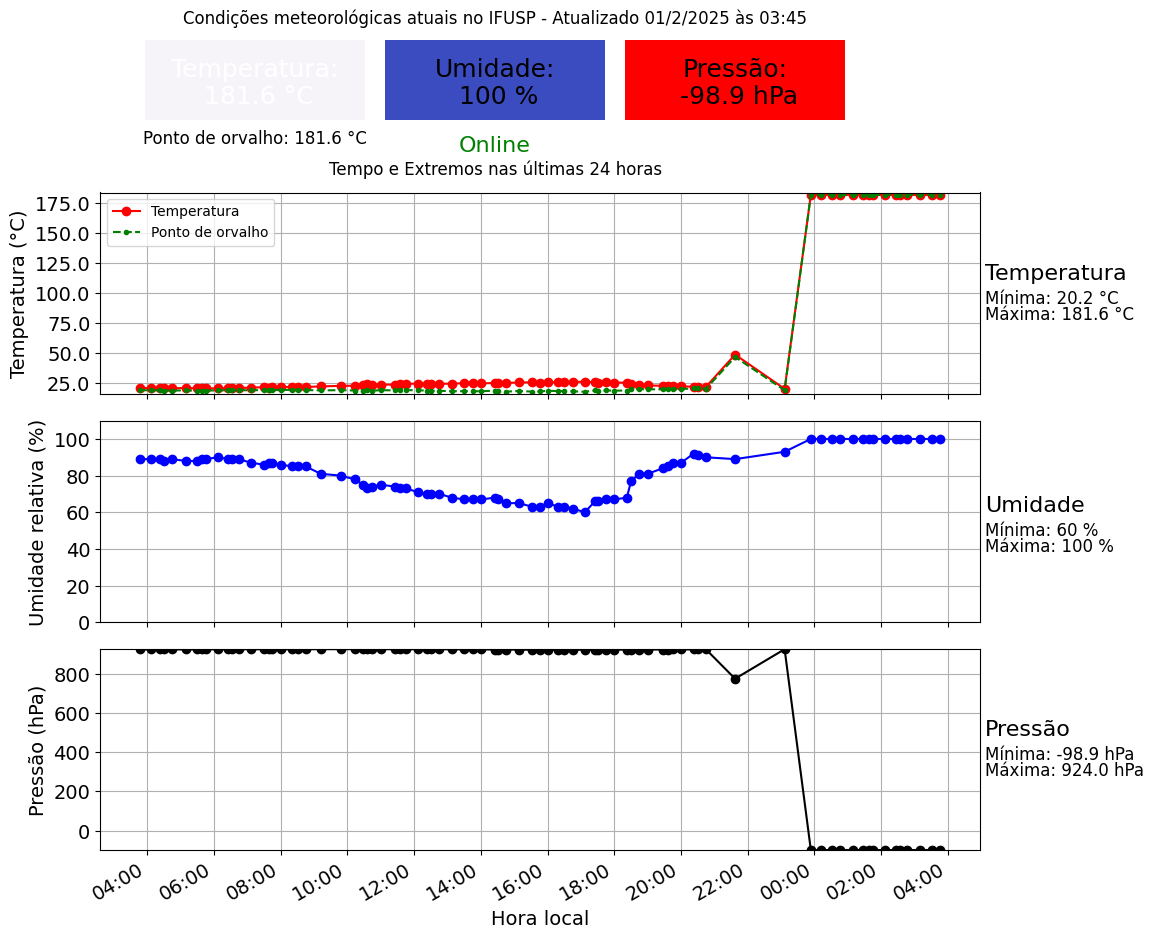 Condições meteorológicas atuais no IFUSP - Atualizado 01/2/2025 às 03:45
Temperatura:
181.6 °C
Umidade:
100 %
Pressão:
-98.9 hPa
Ponto de orvalho: 181.6 °C
Online
Tempo e Extremos nas últimas 24 horas
Temperatura (°C)
175.0
150.0
125.0
100.0
75.0
50.0
25.0
Temperatura
Ponto de orvalho
Temperatura
Mínima: 20.2 °C
Máxima: 181.6 °C
Umidade relativa (%)
100
80
60
40
20
0
Umidade
Mínima: 60 %
Máxima: 100 %
Pressão (hPa)
800
600
400
200
0
Pressão
Mínima: -98.9 hPa
Máxima: 924.0 hPa
04:00 06:00 08:00 10:00 12:00 14:00 16:00 18:00 20:00 22:00 00:00 02:00 04:00
Hora local